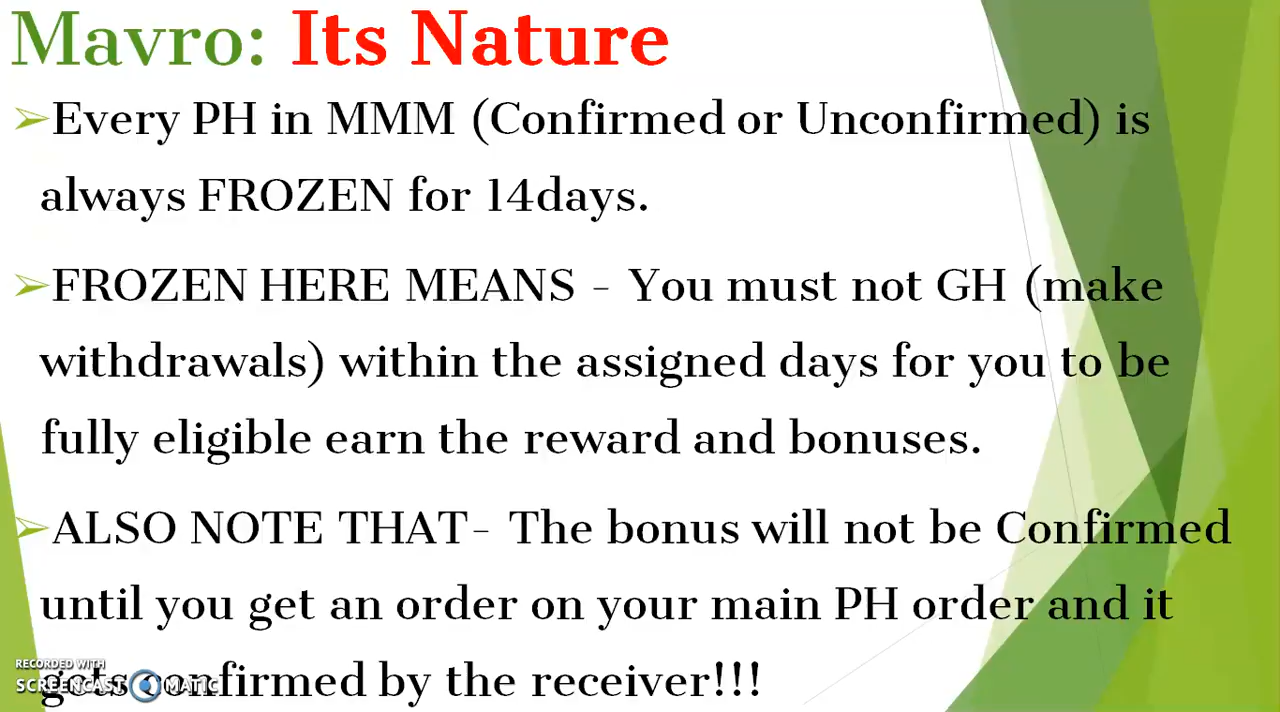 Mavro: Its Nature
➢Every PH in MMM (Confirmed or Unconfirmed) is
always FROZEN for 14days.
➢FROZEN HERE MEANS - You must not GH (make
withdrawals) within the assigned days for you to be
fully eligible earn the reward and bonuses.
➢ALSO NOTE THAT- The bonus will not be Confirmed
until you get an order on your main PH order and it
gets confirmed by the receiver!!!
RECORDED WITH
SCREENCAST-O-MATIC